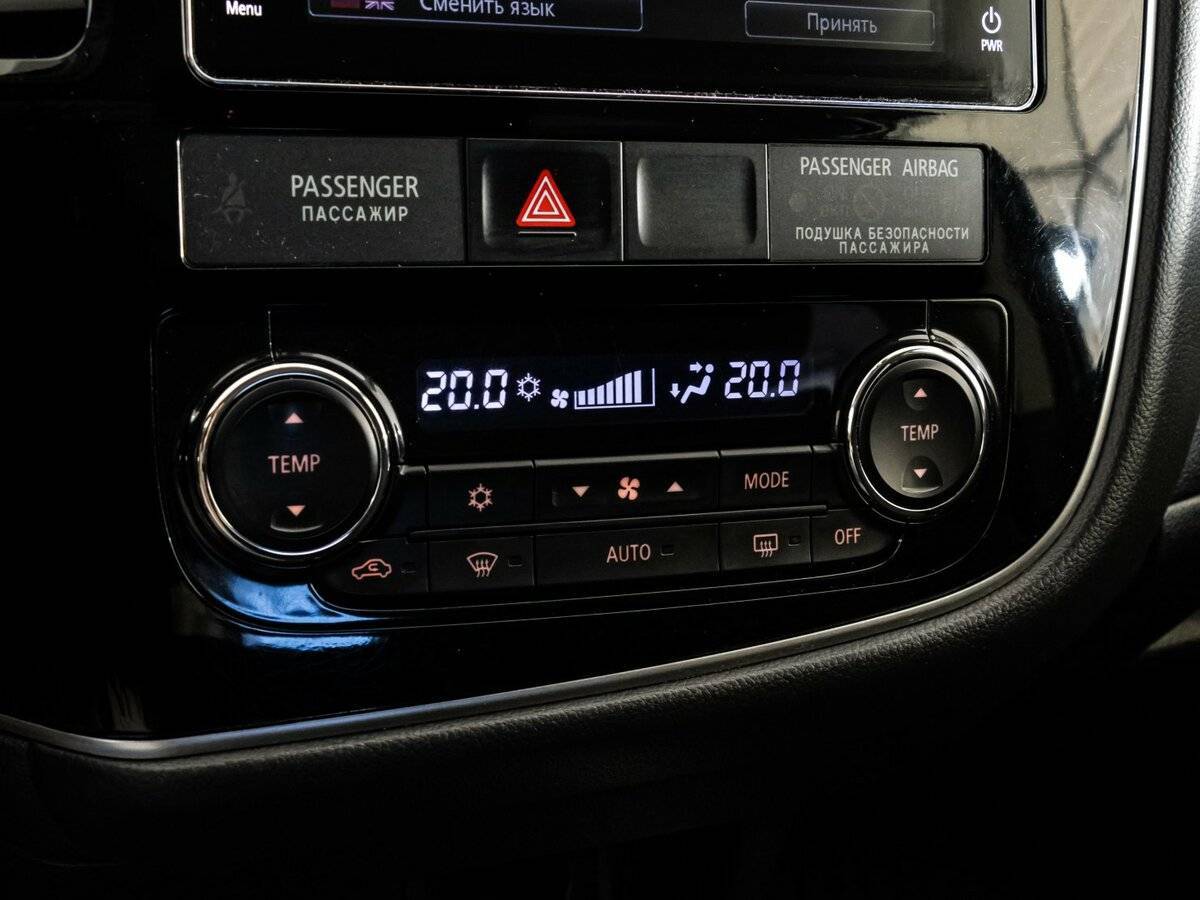 Menu
Сменить язык
Принять
PWR
PASSENGER
ПАССАЖИР
PASSENGER AIRBAG
ПОДУШКА БЕЗОПАСНОСТИ
ПАССАЖИРА
20.0
20.0
TEMP
TEMP
MODE
AUTO
OFF